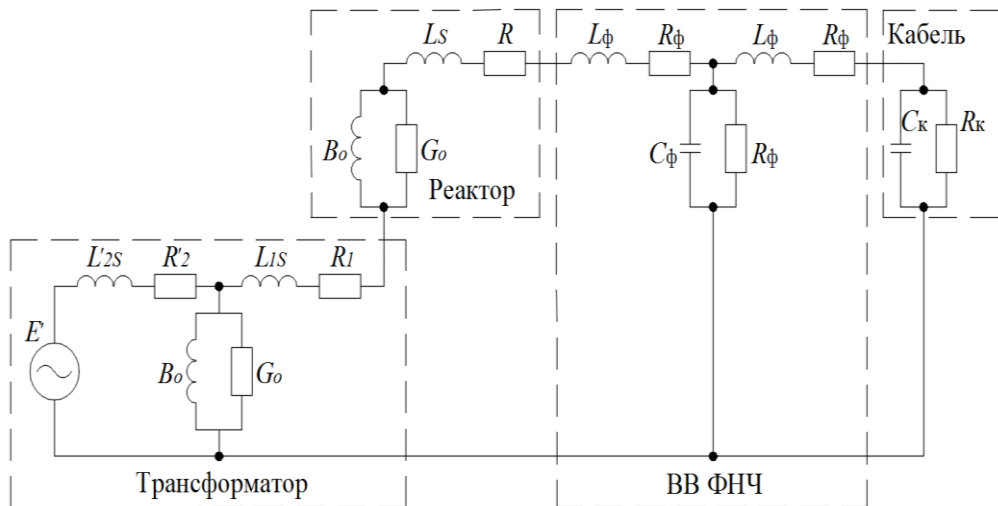 Ls R
Lф Rф Lф Rф
Кабель
Bo Go
Cф Rф
Cк Rк
Реактор
L'2S R'2 L1S R1
E'
Bo Go
Трансформатор
ВВ ФНЧ